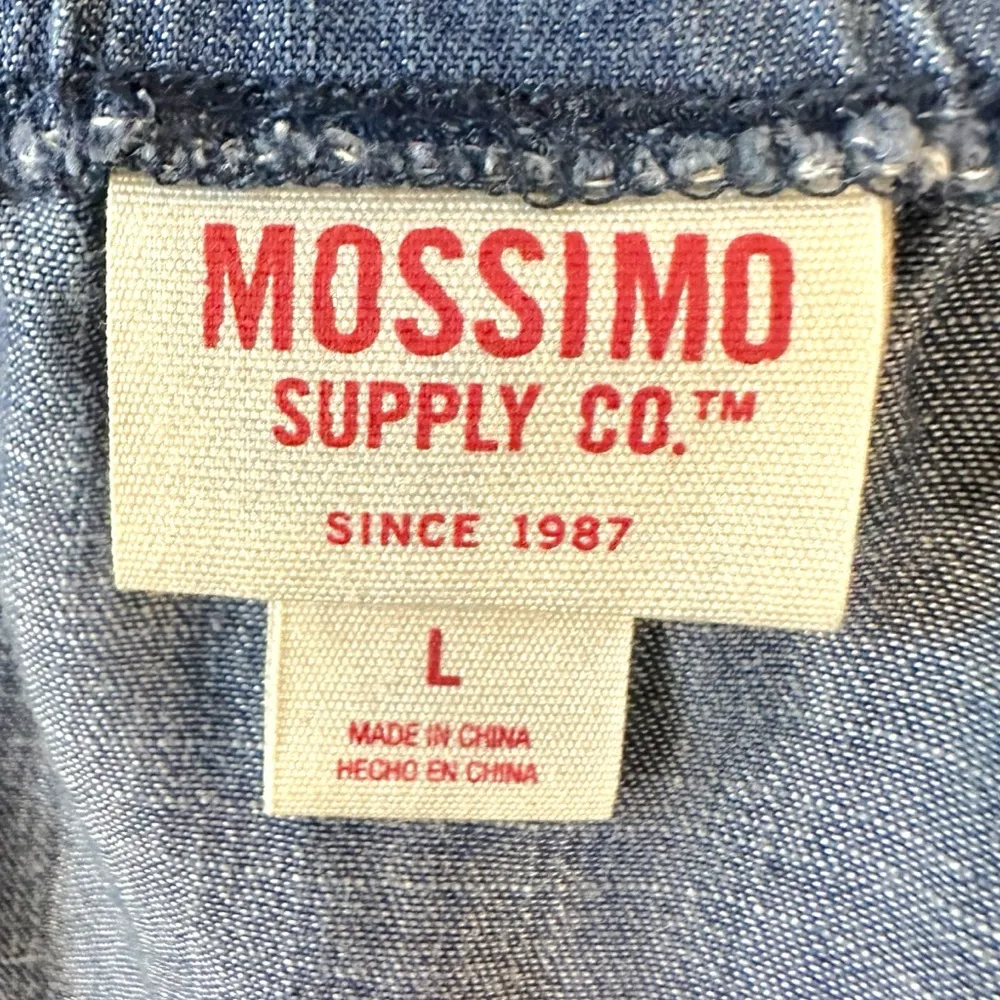 MOSSIMO
SUPPLY CO.™
SINCE 1987
L
MADE IN CHINA
HECHO EN CHINA